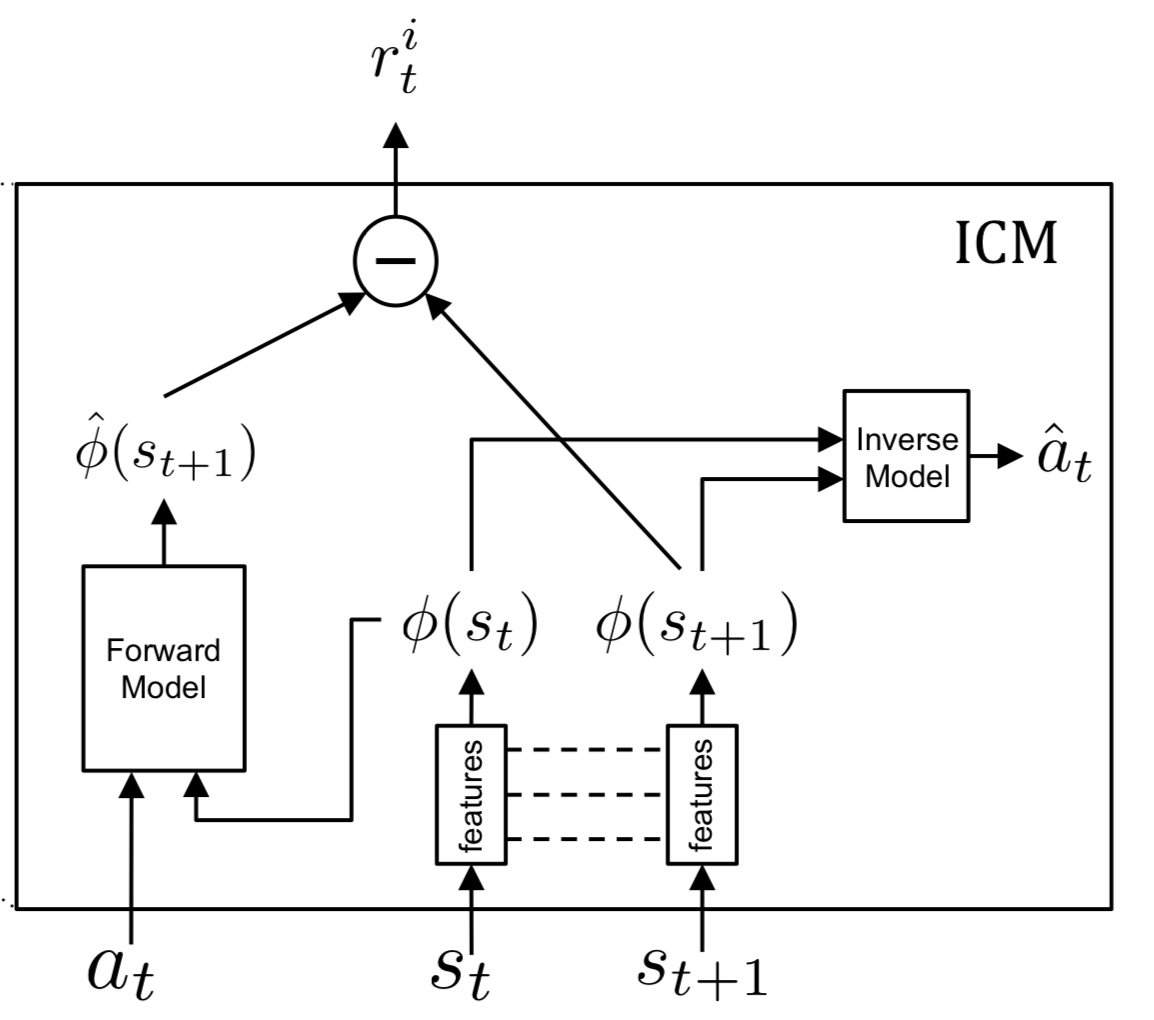 r_t^i
−
ICM
Inverse
Model
â_t
ϕ̂(s_{t+1})
Forward
Model
ϕ(s_t)
ϕ(s_{t+1})
features
features
a_t
s_t
s_{t+1}